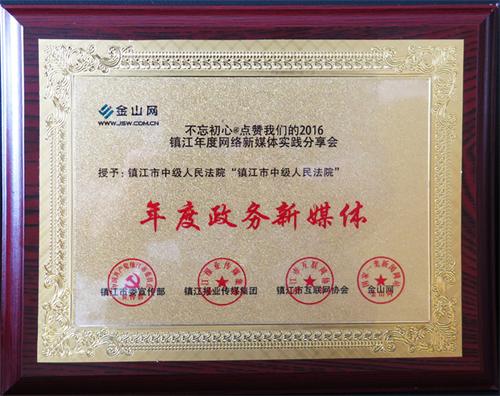 金山网
WWW.JSW.COM.CN
不忘初心@点赞我们的2016
镇江年度网络新媒体实践分享会
授予：镇江市中级人民法院“镇江市中级人民法院”
年度政务新媒体
镇江市委宣传部 镇江报业传媒集团 镇江市互联网协会 金山网